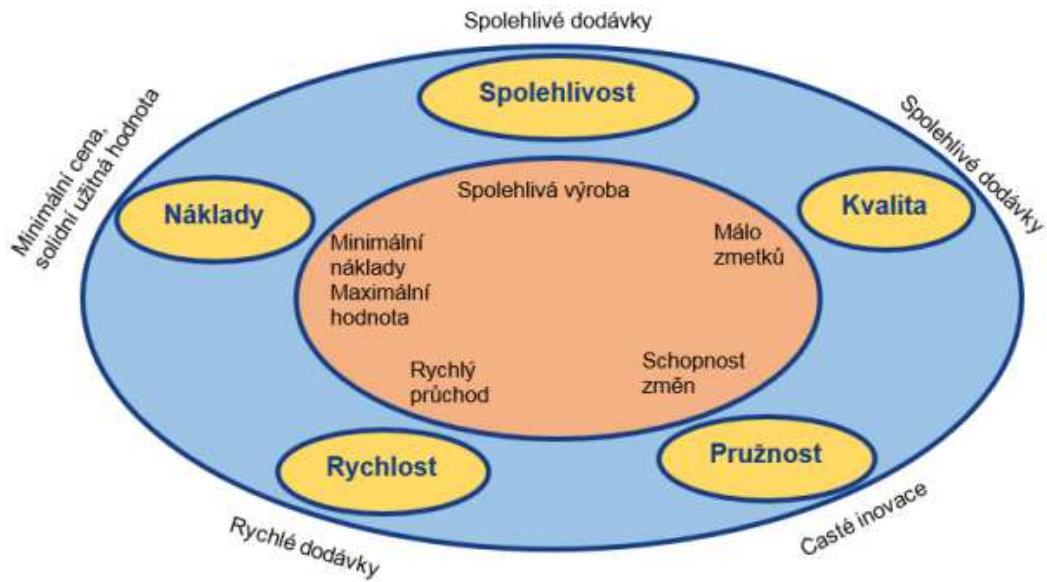 Spolehlivé dodávky
Spolehlivost
Minimální cena,
solidní užitná hodnota
Spolehlivé dodávky
Náklady
Kvalita
Spolehlivá výroba
Minimální
náklady
Maximální
hodnota
Málo
zmetků
Rychlý
průchod
Schopnost
změn
Rychlost
Pružnost
Rychlé dodávky
Casté inovace